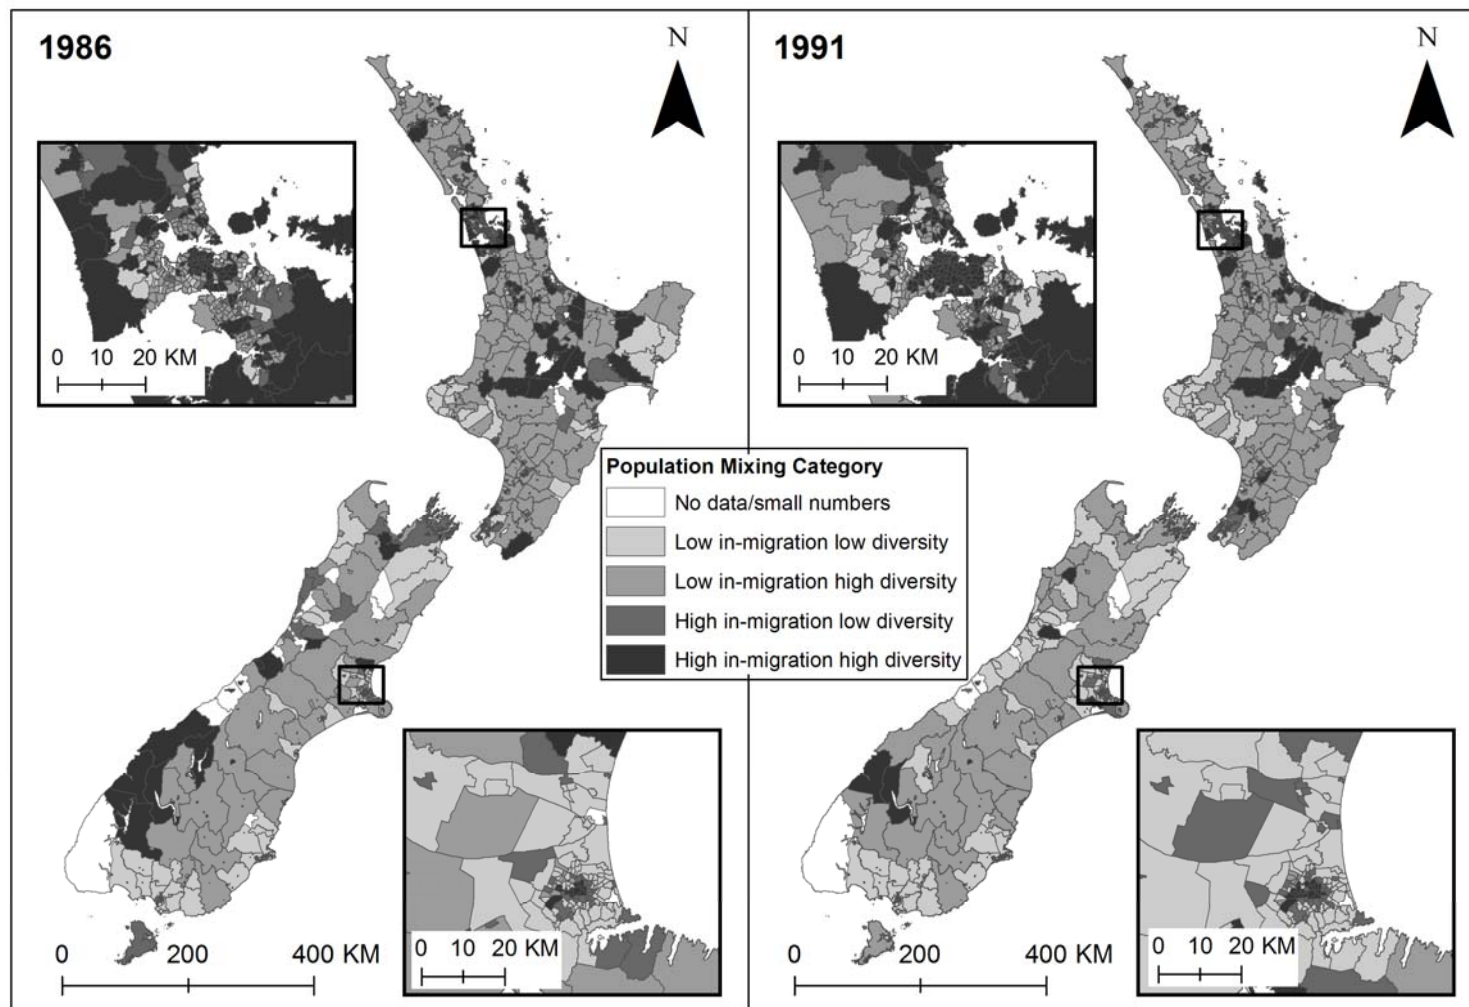 1986
N
0 10 20 KM
0 10 20 KM
0 200 400 KM
1991
N
0 10 20 KM
0 10 20 KM
0 200 400 KM
Population Mixing Category
No data/small numbers
Low in-migration low diversity
Low in-migration high diversity
High in-migration low diversity
High in-migration high diversity